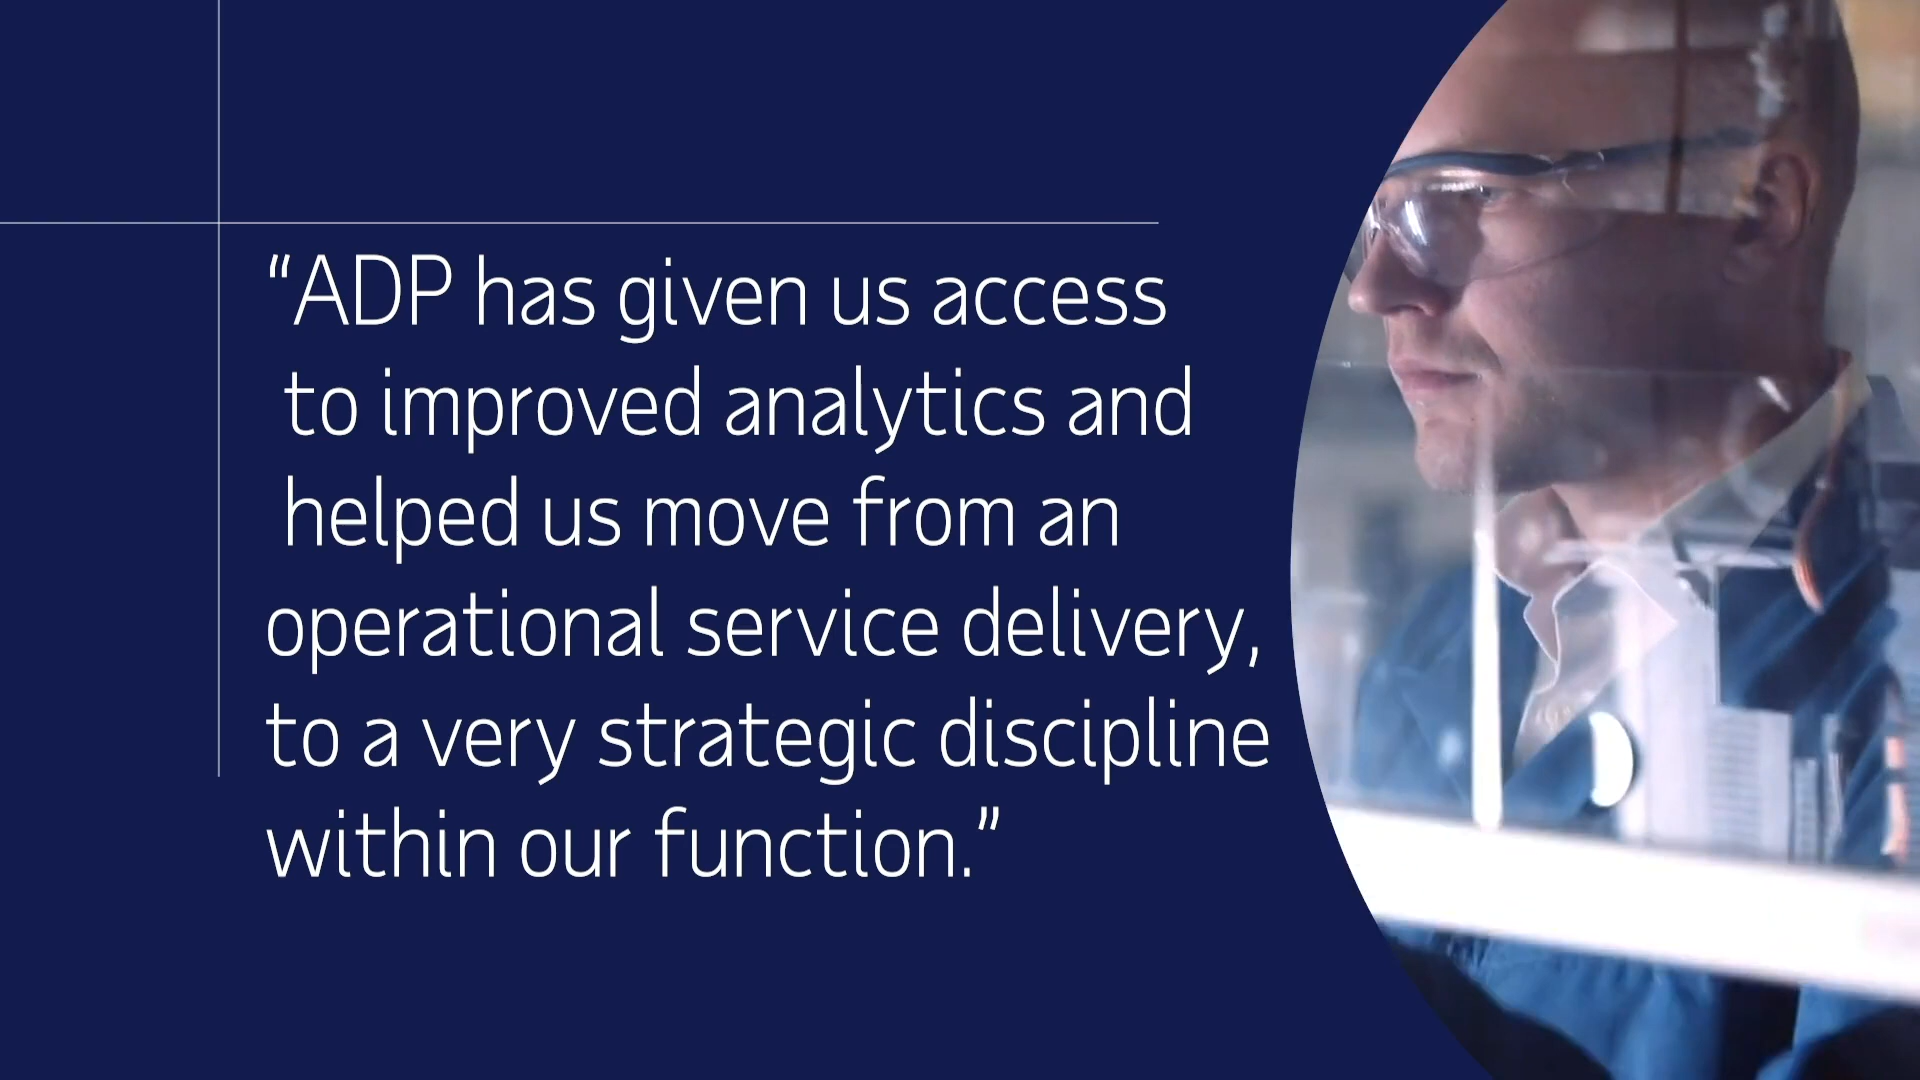 “ADP has given us access
to improved analytics and
helped us move from an
operational service delivery,
to a very strategic discipline
within our function.”